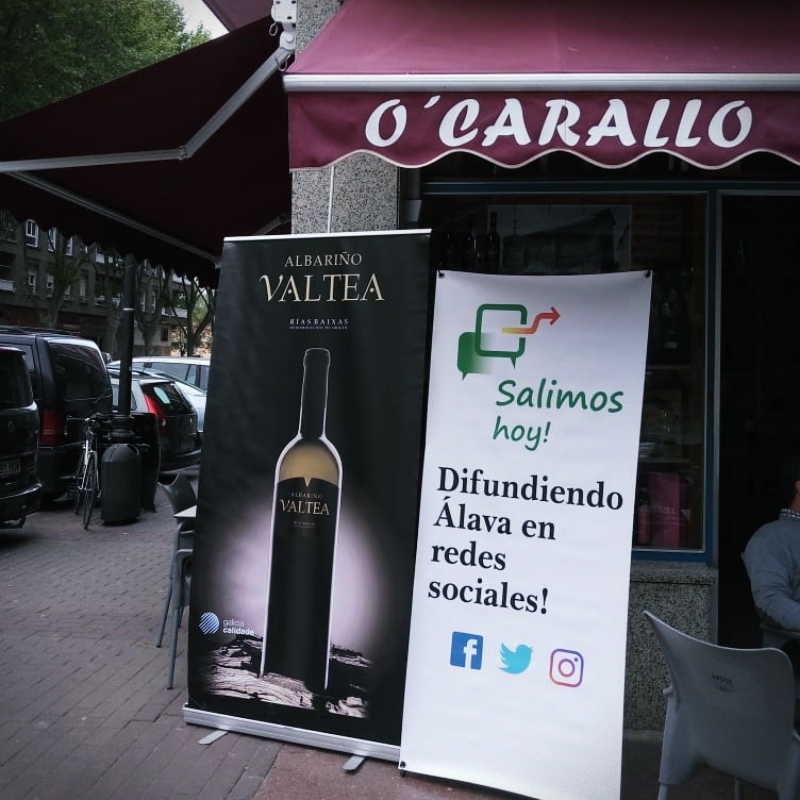 O´CARALLO
ALBARIÑO
VALTEA
RÍAS BAIXAS
ALBARIÑO
VALTEA
galicia
calidade
Salimos
hoy!
Difundiendo
Álava en
redes
sociales!